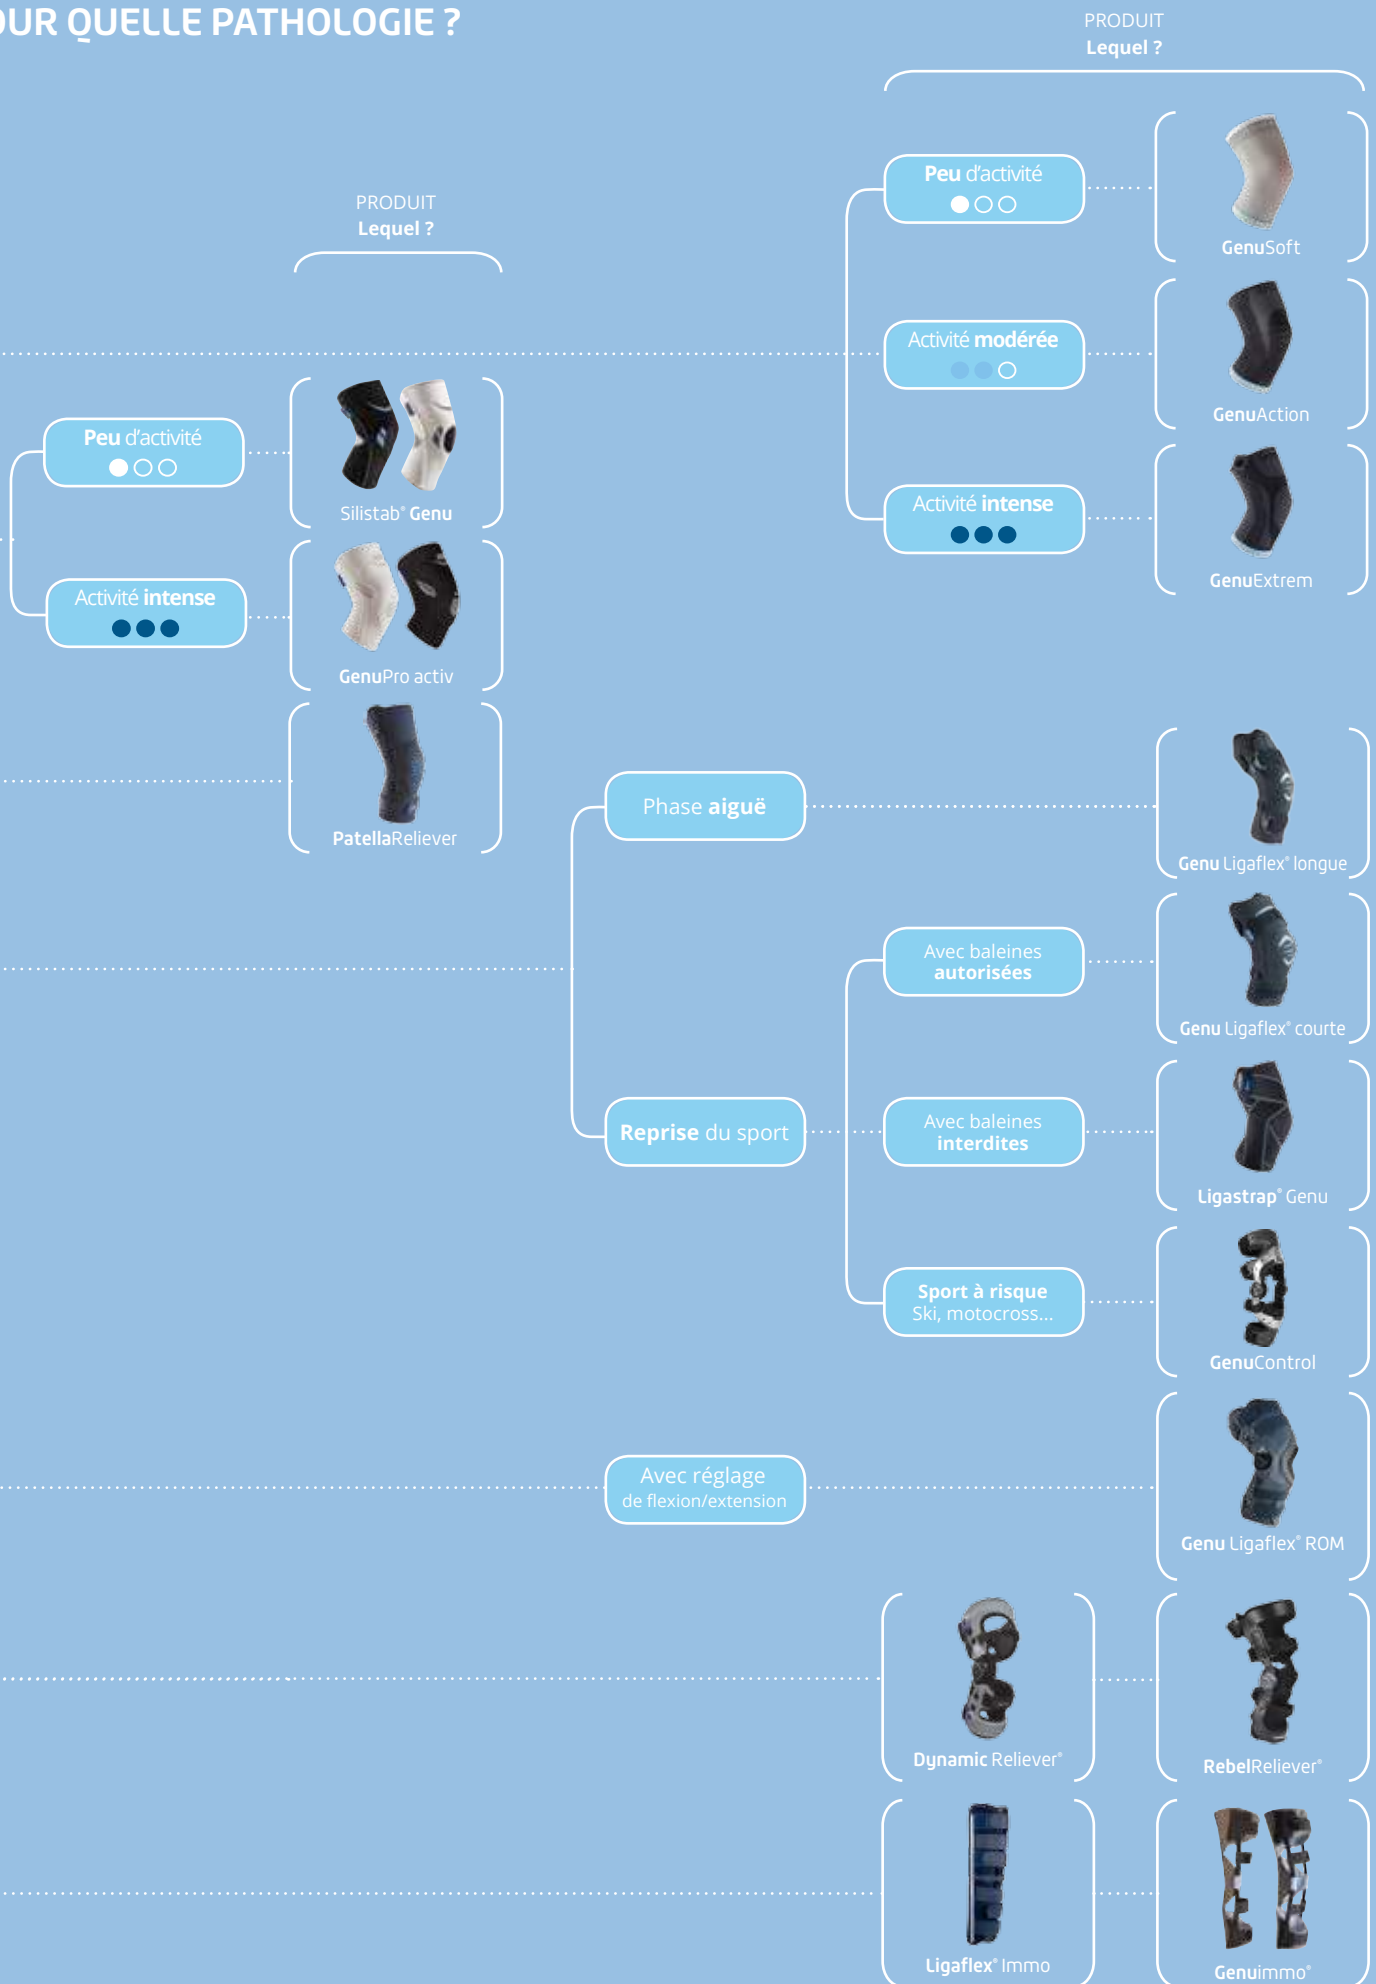 OUR QUELLE PATHOLOGIE ?
PRODUIT
Lequel ?
Peu d'activité
GenuSoft
PRODUIT
Lequel ?
Activité modérée
GenuAction
Peu d'activité
Silistab® Genu
Activité intense
GenuExtrem
Activité intense
GenuPro activ
PatellaReliever
Phase aiguë
Genu Ligaflex® longue
Avec baleines
autorisées
Genu Ligaflex® courte
Reprise du sport
Avec baleines
interdites
Ligastrap® Genu
Sport à risque
Ski, motocross...
GenuControl
Avec réglage
de flexion/extension
Genu Ligaflex® ROM
Dynamic Reliever®
RebelReliever®
Ligaflex® Immo
Genuimmo®